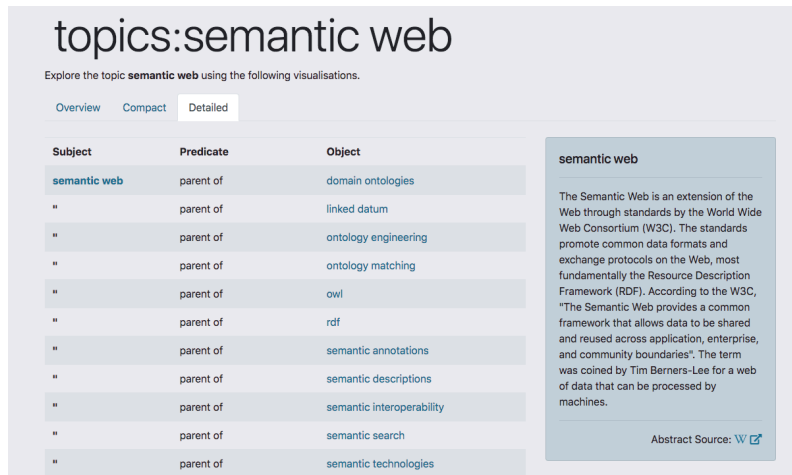 topics:semantic web
Explore the topic semantic web using the following visualisations.
Overview Compact Detailed
Subject Predicate Object
semantic web parent of domain ontologies
" parent of linked datum
" parent of ontology engineering
" parent of ontology matching
" parent of owl
" parent of rdf
" parent of semantic annotations
" parent of semantic descriptions
" parent of semantic interoperability
" parent of semantic search
" parent of semantic technologies
semantic web
The Semantic Web is an extension of the
Web through standards by the World Wide
Web Consortium (W3C). The standards
promote common data formats and
exchange protocols on the Web, most
fundamentally the Resource Description
Framework (RDF). According to the W3C,
"The Semantic Web provides a common
framework that allows data to be shared
and reused across application, enterprise,
and community boundaries". The term
was coined by Tim Berners-Lee for a web
of data that can be processed by
machines.
Abstract Source: W